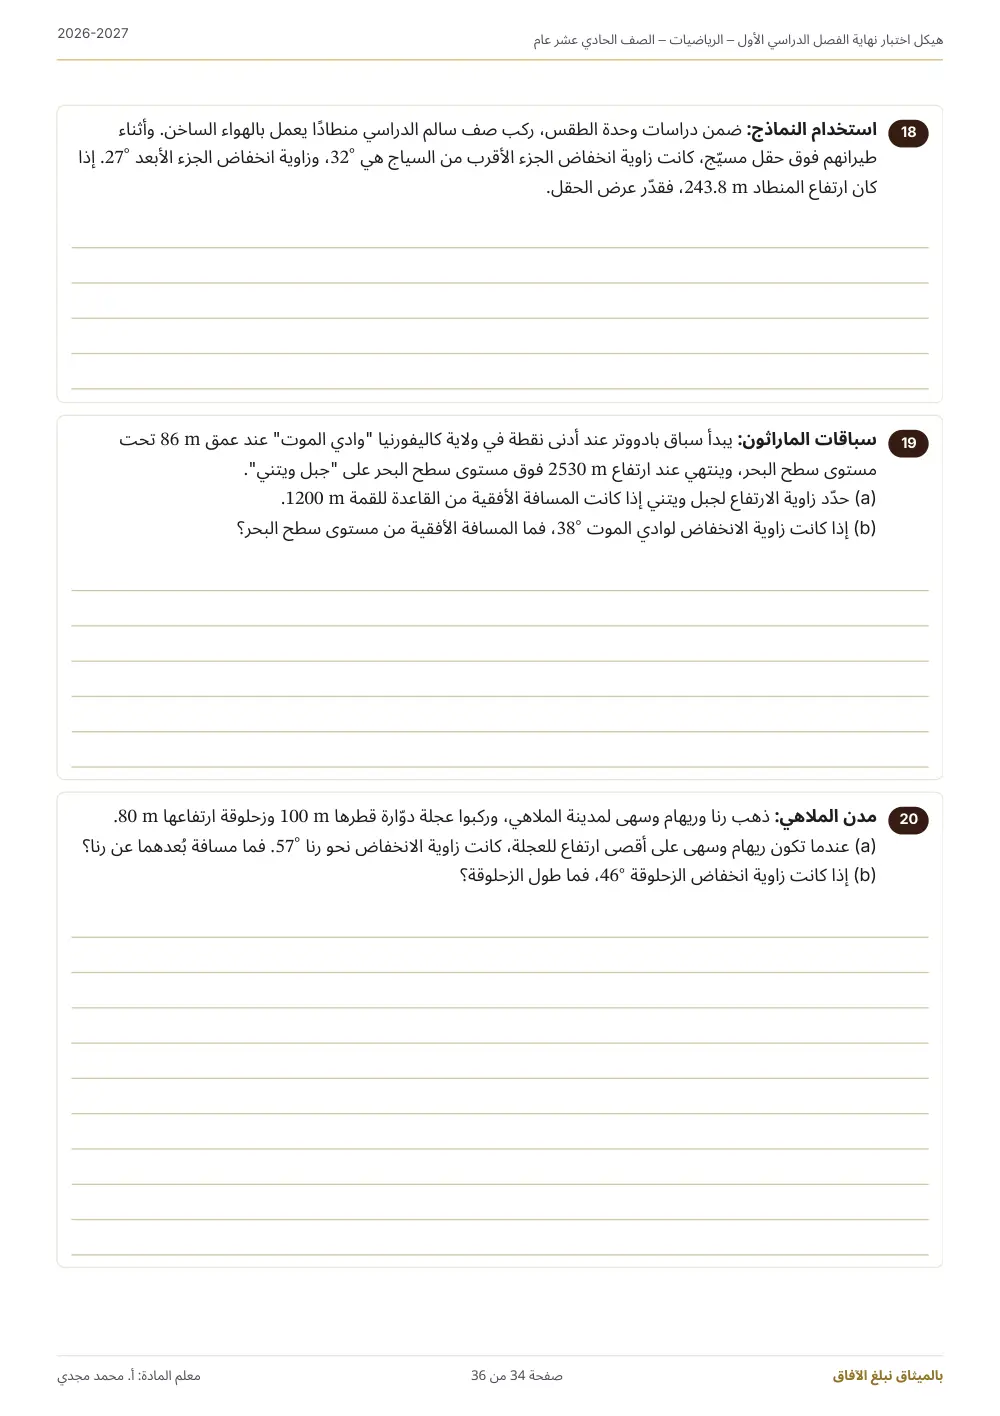 هيكل اختبار نهاية الفصل الدراسي الأول – الرياضيات – الصف الحادي عشر عام
2026-2027
18
استخدام النماذج: ضمن دراسات وحدة الطقس، ركب صف سالم الدراسي منطادًا يعمل بالهواء الساخن. وأثناء
طيرانهم فوق حقل مسيّج، كانت زاوية انخفاض الجزء الأقرب من السياج هي 32°، وزاوية انخفاض الجزء الأبعد 27°. إذا
كان ارتفاع المنطاد 243.8 m، فقدّر عرض الحقل.
19
سباقات الماراثون: يبدأ سباق بادووتر عند أدنى نقطة في ولاية كاليفورنيا "وادي الموت" عند عمق 86 m تحت
مستوى سطح البحر، وينتهي عند ارتفاع 2530 m فوق مستوى سطح البحر على "جبل ويتني".
(a) حدّد زاوية الارتفاع لجبل ويتني إذا كانت المسافة الأفقية من القاعدة للقمة 1200 m.
(b) إذا كانت زاوية الانخفاض لوادي الموت 38°، فما المسافة الأفقية من مستوى سطح البحر؟
20
مدن الملاهي: ذهب رنا وريهام وسهى لمدينة الملاهي، وركبوا عجلة دوّارة قطرها 100 m وزحلوقة ارتفاعها 80 m.
(a) عندما تكون ريهام وسهى على أقصى ارتفاع للعجلة، كانت زاوية الانخفاض نحو رنا 57°. فما مسافة بُعدهما عن رنا؟
(b) إذا كانت زاوية انخفاض الزحلوقة 46°، فما طول الزحلوقة؟
بالميثاق نبلغ الآفاق
صفحة 34 من 36
معلم المادة: أ. محمد مجدي